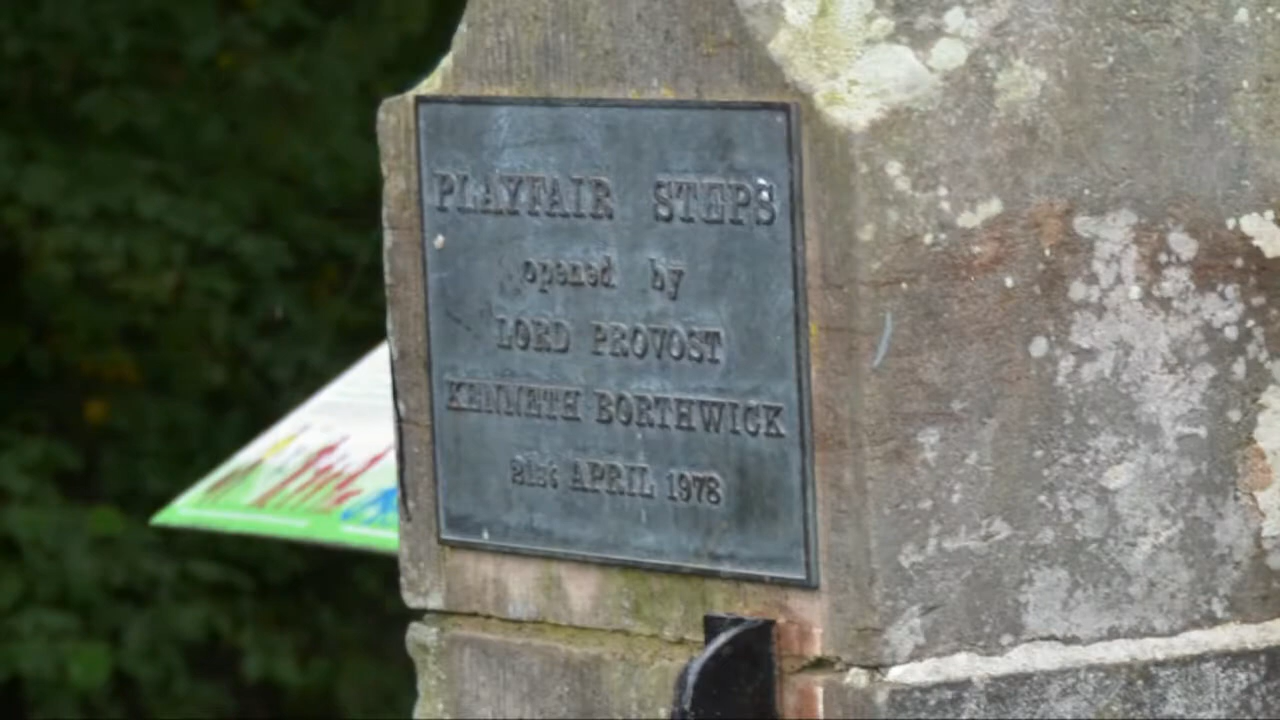 PLAYFAIR STEPS
opened by
LORD PROVOST
KENNETH BORTHWICK
21st APRIL 1978